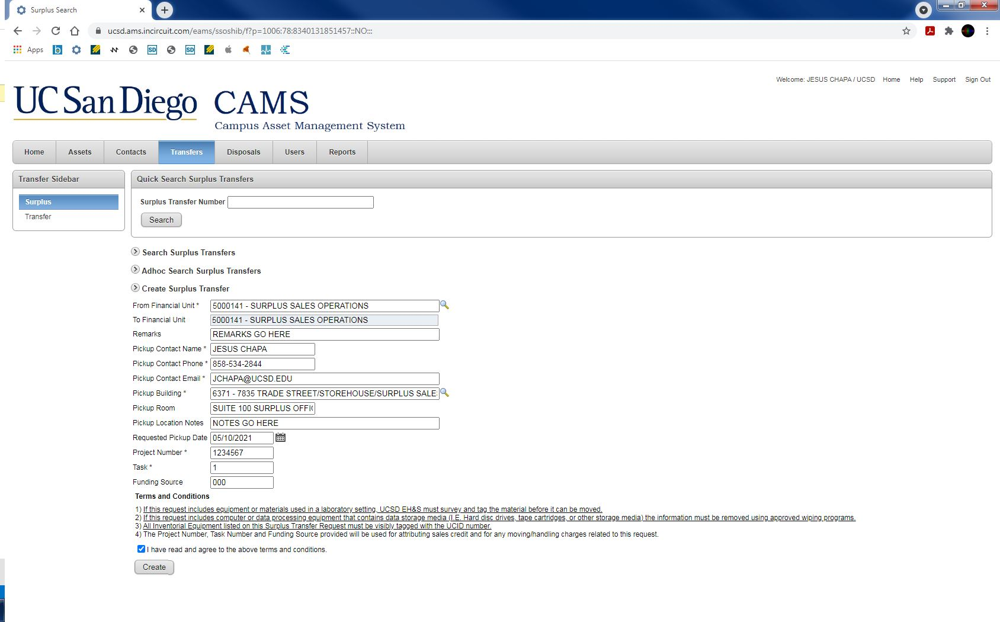 Surplus Search
ucsd.ams.incircuit.com/eams/ssoshib/f?p=1006:78:8340131851457::NO:::
Apps
b
SD
SD
Welcome: JESUS CHAPA / UCSD Home Help Support Sign Out
UC San Diego CAMS
Campus Asset Management System
Home Assets Contacts Transfers Disposals Users Reports
Transfer Sidebar
Surplus
Transfer
Quick Search Surplus Transfers
Surplus Transfer Number
Search
Search Surplus Transfers
Adhoc Search Surplus Transfers
Create Surplus Transfer
From Financial Unit * 5000141 - SURPLUS SALES OPERATIONS
To Financial Unit 5000141 - SURPLUS SALES OPERATIONS
Remarks REMARKS GO HERE
Pickup Contact Name * JESUS CHAPA
Pickup Contact Phone * 858-534-2844
Pickup Contact Email * JCHAPA@UCSD.EDU
Pickup Building * 6371 - 7835 TRADE STREET/STOREHOUSE/SURPLUS SALE
Pickup Room SUITE 100 SURPLUS OFFI
Pickup Location Notes NOTES GO HERE
Requested Pickup Date 05/10/2021
Project Number * 1234567
Task * 1
Funding Source 000
Terms and Conditions
1) If this request includes equipment or materials used in a laboratory setting, UCSD EH&S must survey and tag the material before it can be moved.
2) If this request includes computer or data processing equipment that contains data storage media (I.E. Hard disc drives, tape cartridges, or other storage media) the information must be removed using approved wiping programs.
3) All Inventorial Equipment listed on this Surplus Transfer Request must be visibly tagged with the UCID number.
4) The Project Number, Task Number and Funding Source provided will be used for attributing sales credit and for any moving/handling charges related to this request.
I have read and agree to the above terms and conditions.
Create